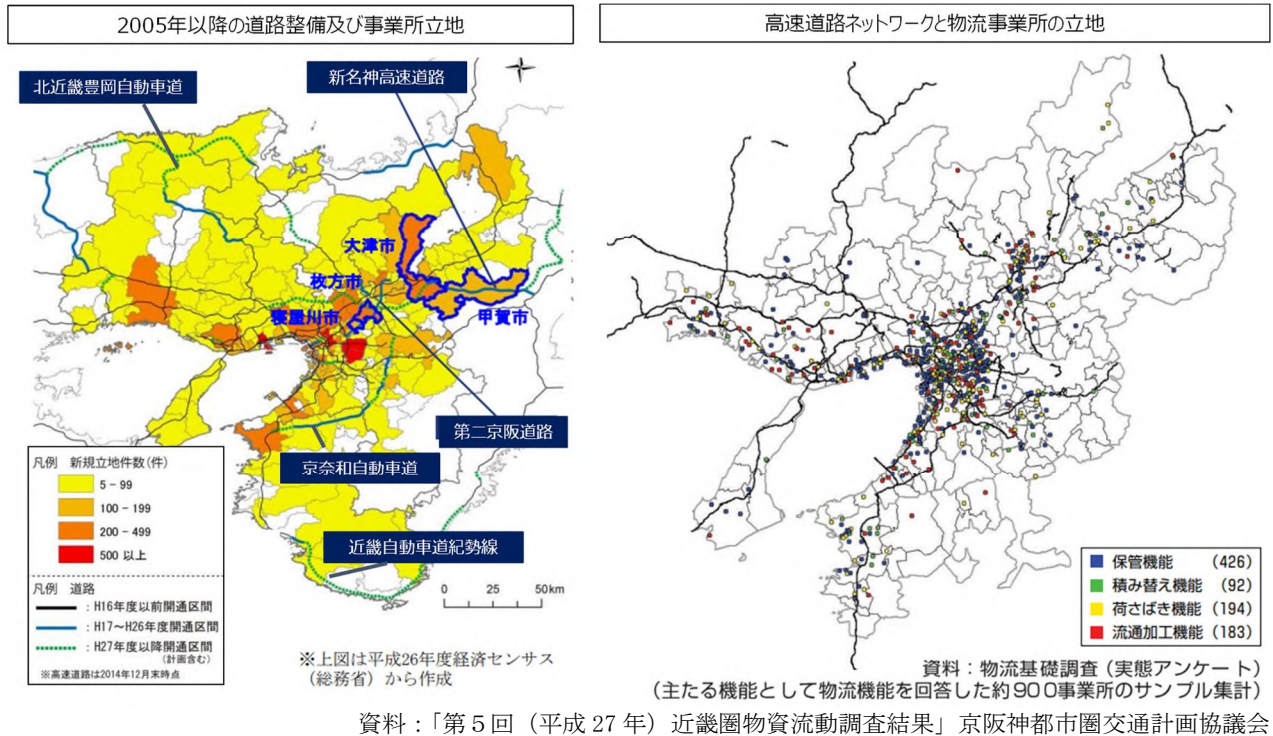 2005年以降の道路整備及び事業所立地
北近畿豊岡自動車道
新名神高速道路
大津市
枚方市
寝屋川市
甲賀市
第二京阪道路
京奈和自動車道
近畿自動車道紀勢線
凡例 新規立地件数(件)
5 - 99
100 - 199
200 - 499
500 以上
凡例 道路
:H16年度以前開通区間
:H17～H26年度開通区間
:H27年度以降開通区間
(計画含む)
※高速道路は2014年12月末時点
0 25 50km
※上図は平成26年度経済センサス
(総務省)から作成
高速道路ネットワークと物流事業所の立地
保管機能 (426)
積み替え機能 (92)
荷さばき機能 (194)
流通加工機能 (183)
資料:物流基礎調査(実態アンケート)
(主たる機能として物流機能を回答した約900事業所のサンプル集計)
資料:「第５回(平成 27 年)近畿圏物資流動調査結果」京阪神都市圏交通計画協議会